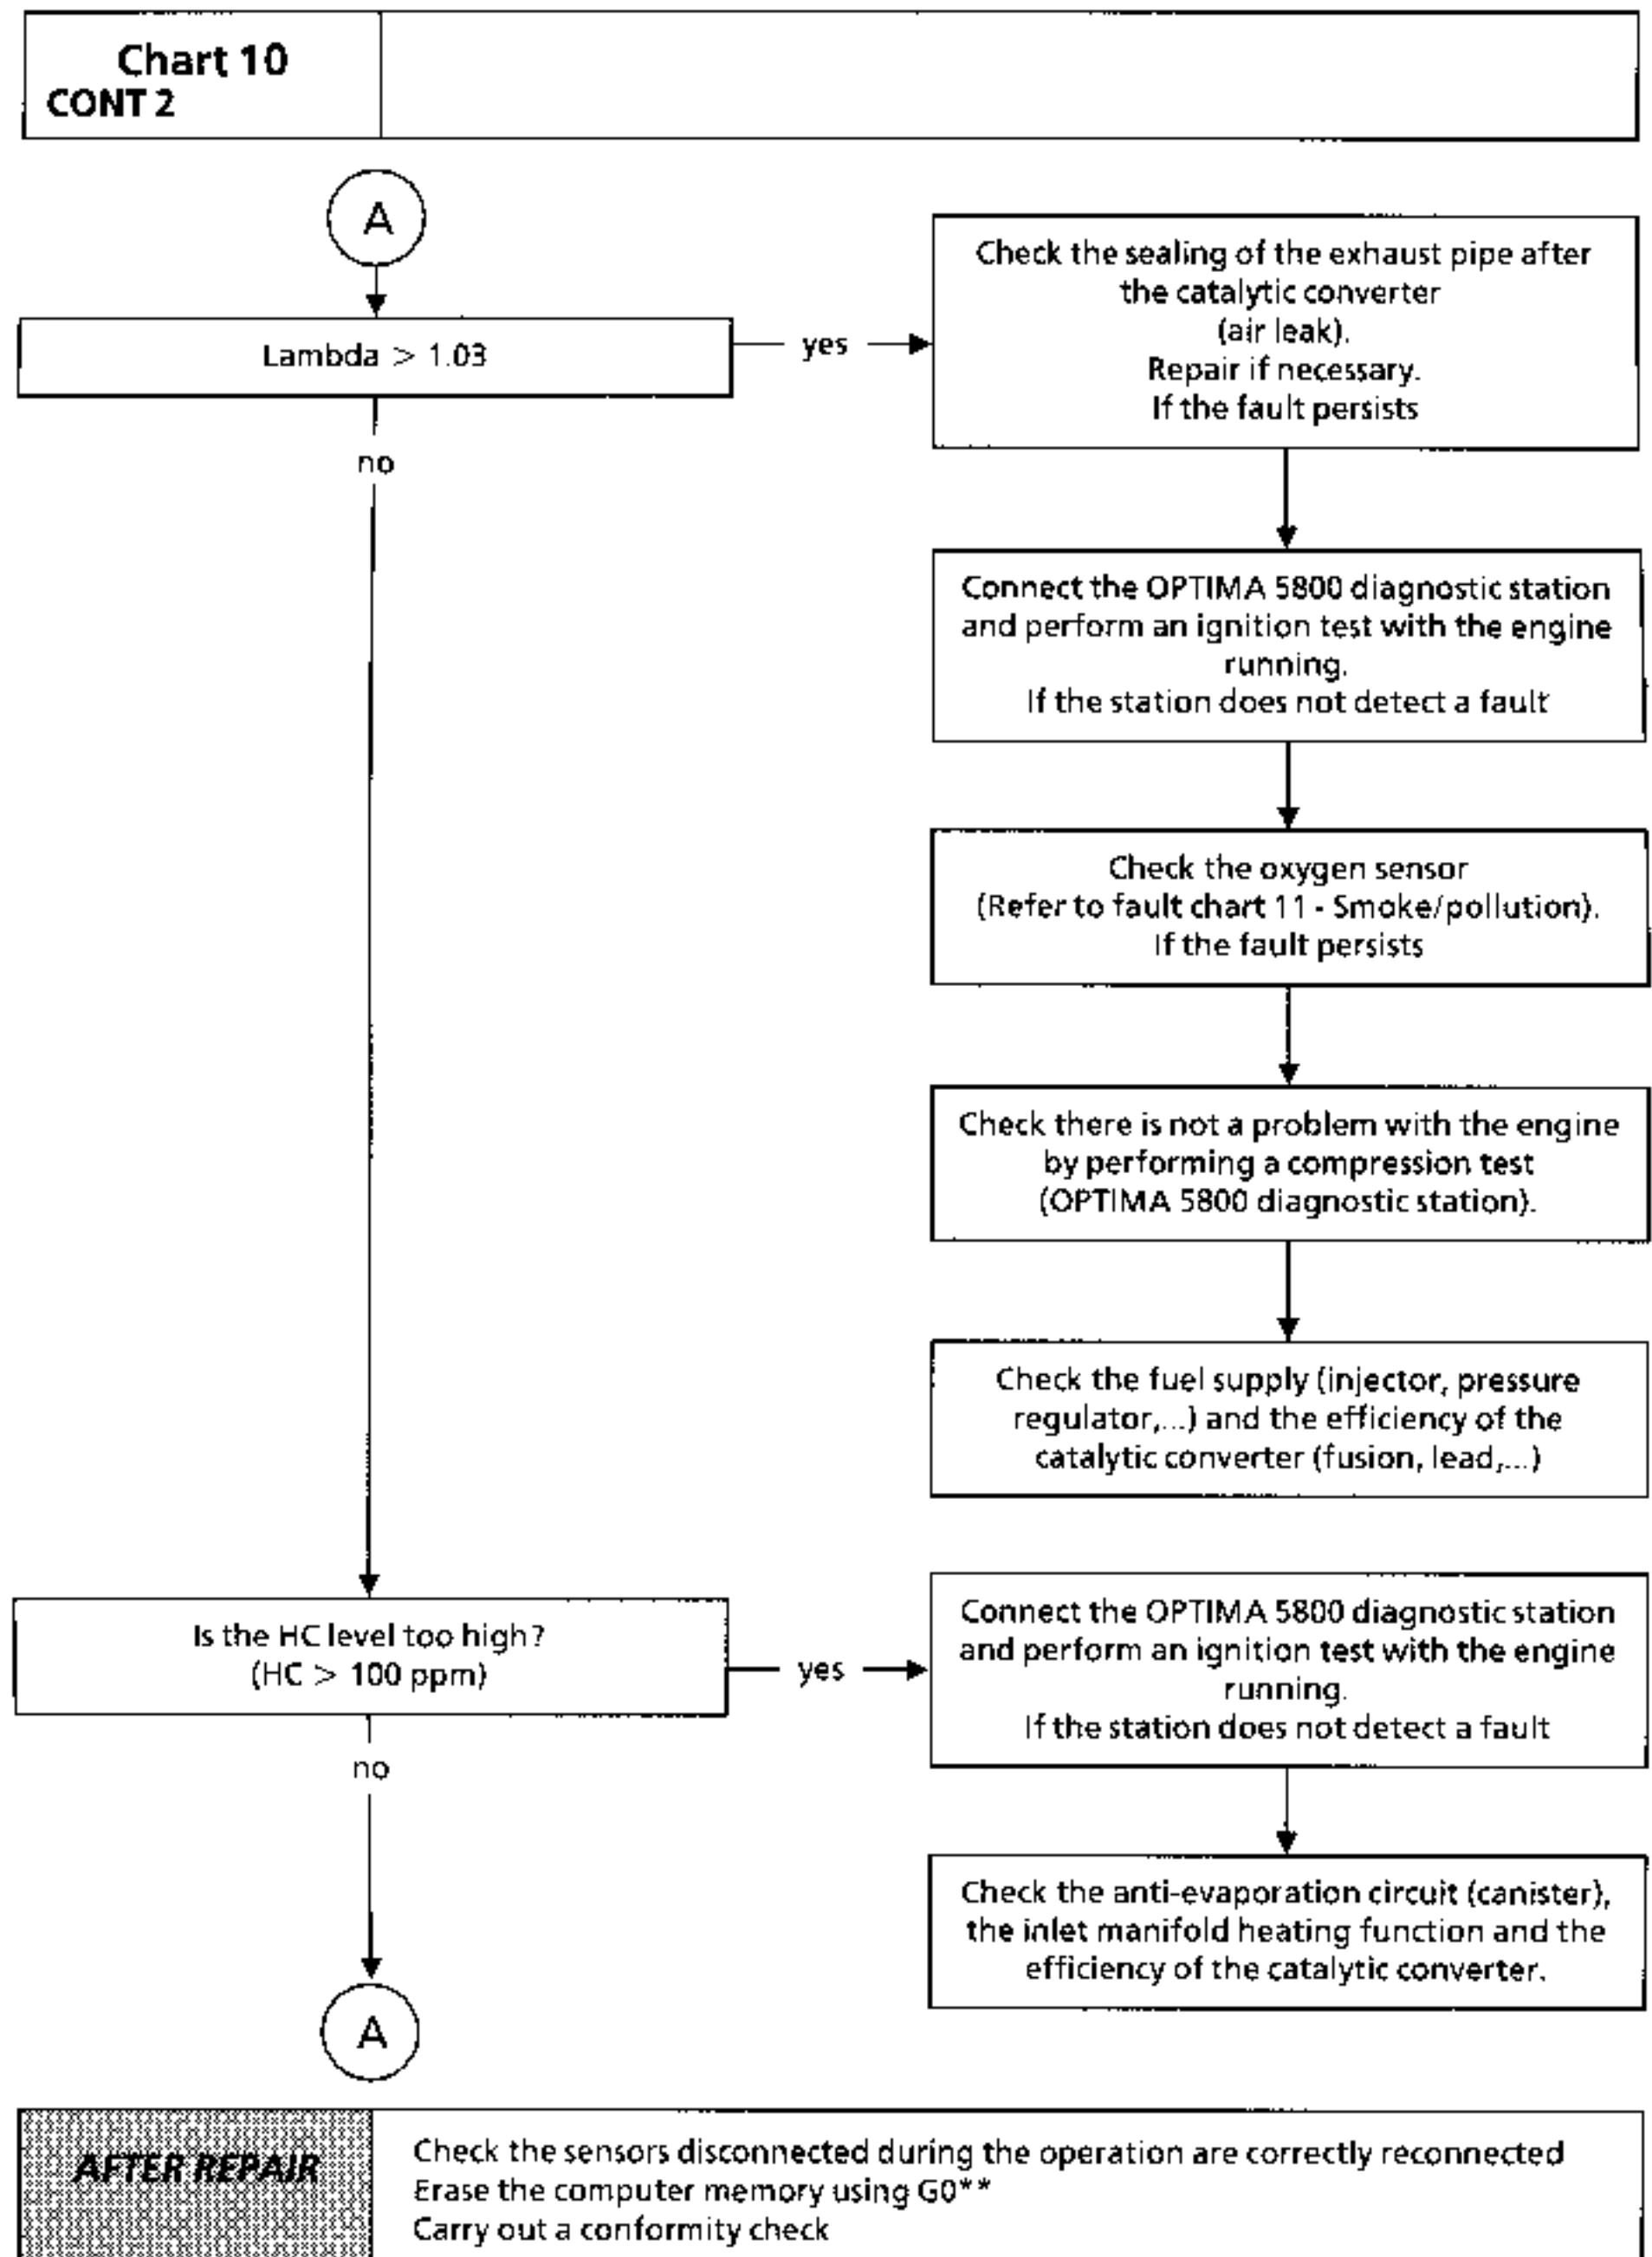 Chart 10
CONT 2
A
Lambda > 1.03
yes
Check the sealing of the exhaust pipe after
the catalytic converter
(air leak).
Repair if necessary.
If the fault persists
no
Connect the OPTIMA 5800 diagnostic station
and perform an ignition test with the engine
running.
If the station does not detect a fault
Check the oxygen sensor
(Refer to fault chart 11 - Smoke/pollution).
If the fault persists
Check there is not a problem with the engine
by performing a compression test
(OPTIMA 5800 diagnostic station).
Check the fuel supply (injector, pressure
regulator,...) and the efficiency of the
catalytic converter (fusion, lead,...)
Is the HC level too high?
(HC > 100 ppm)
yes
Connect the OPTIMA 5800 diagnostic station
and perform an ignition test with the engine
running.
If the station does not detect a fault
no
Check the anti-evaporation circuit (canister),
the inlet manifold heating function and the
efficiency of the catalytic converter.
A
AFTER REPAIR
Check the sensors disconnected during the operation are correctly reconnected
Erase the computer memory using G0**
Carry out a conformity check